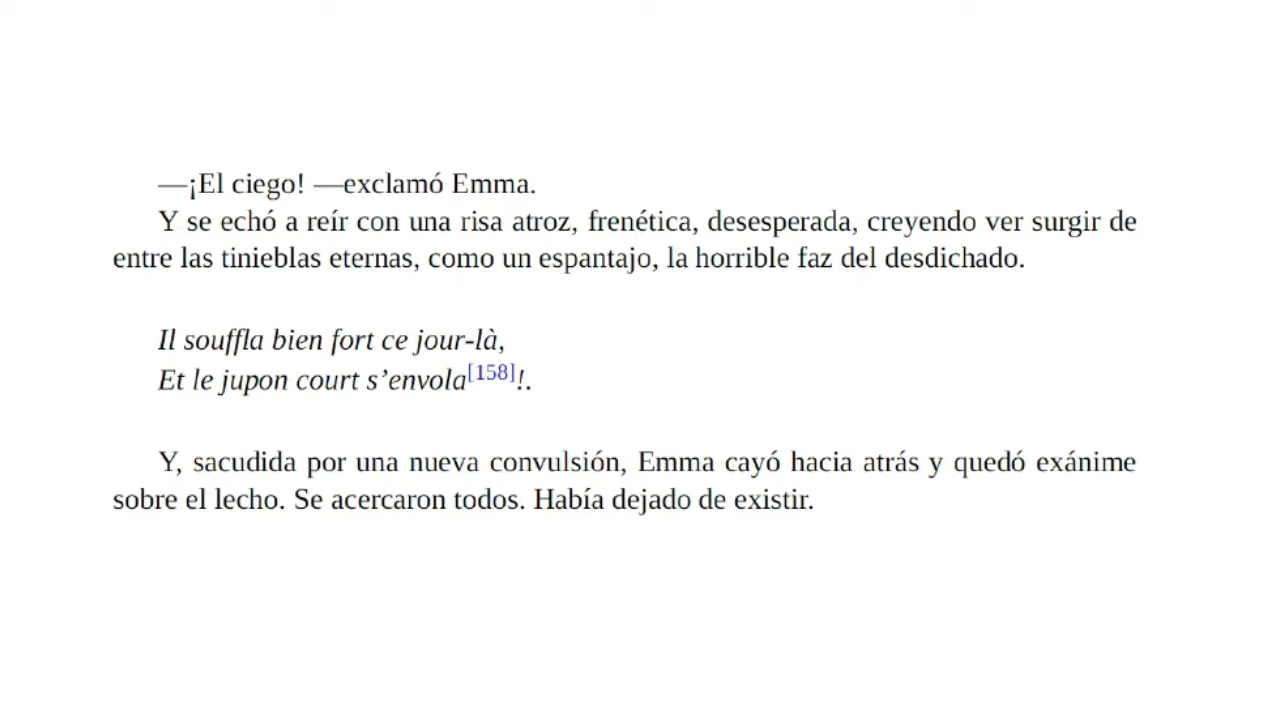 —¡El ciego! —exclamó Emma.
Y se echó a reír con una risa atroz, frenética, desesperada, creyendo ver surgir de
entre las tinieblas eternas, como un espantajo, la horrible faz del desdichado.
Il souffla bien fort ce jour-là,
Et le jupon court s’envola[158]!.
Y, sacudida por una nueva convulsión, Emma cayó hacia atrás y quedó exánime
sobre el lecho. Se acercaron todos. Había dejado de existir.